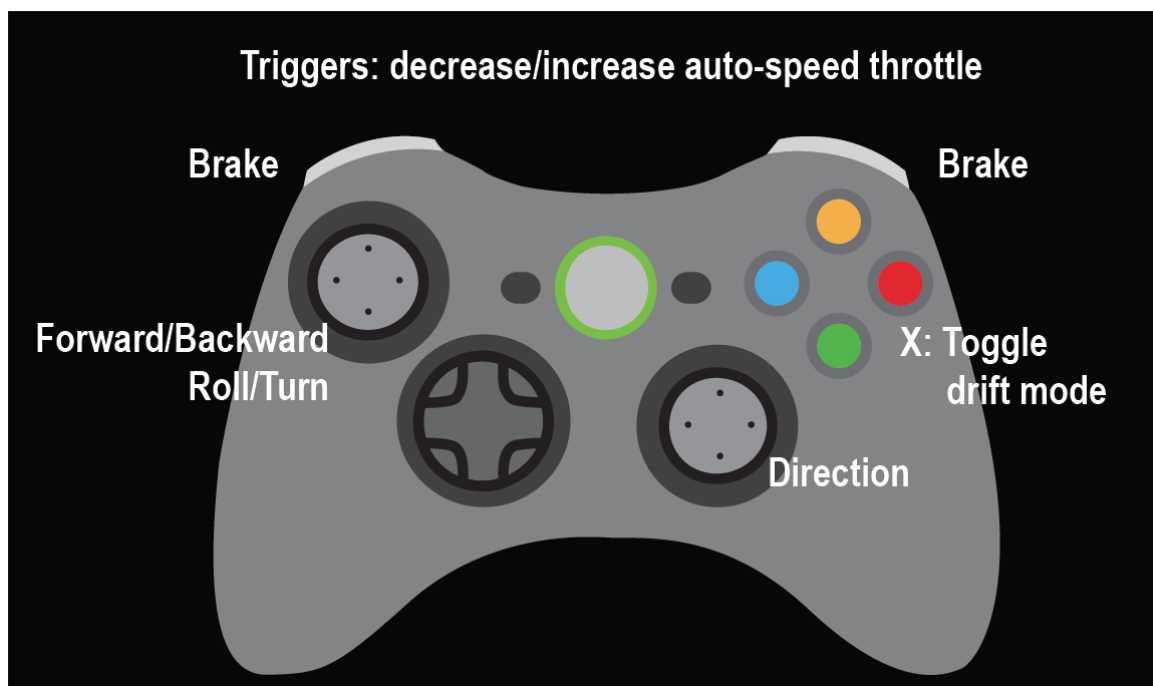 Triggers: decrease/increase auto-speed throttle
Brake
Brake
Forward/Backward
Roll/Turn
X: Toggle
drift mode
Direction